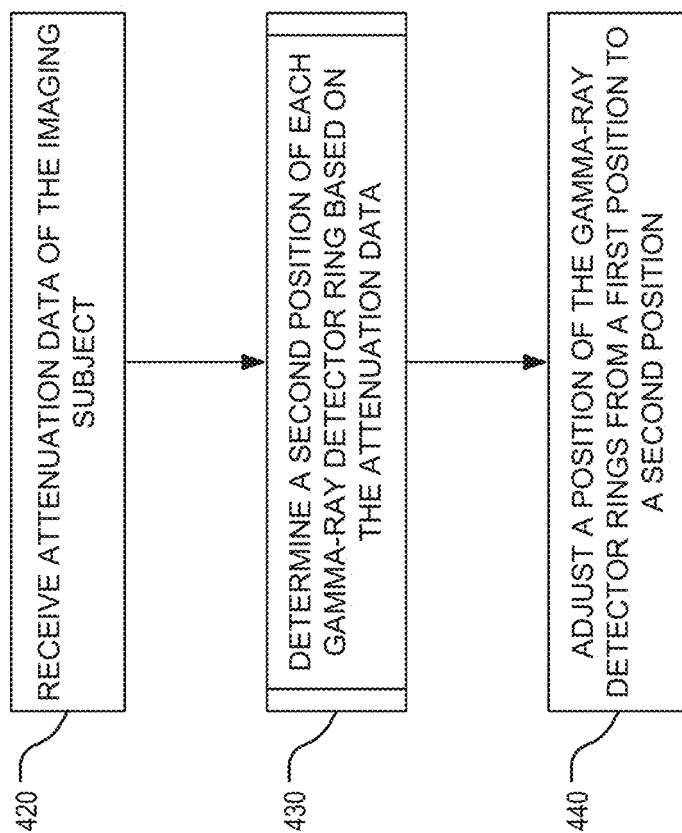 420
RECEIVE ATTENUATION DATA OF THE IMAGING
SUBJECT
430
DETERMINE A SECOND POSITION OF EACH
GAMMA-RAY DETECTOR RING BASED ON
THE ATTENUATION DATA
440
ADJUST A POSITION OF THE GAMMA-RAY
DETECTOR RINGS FROM A FIRST POSITION TO
A SECOND POSITION